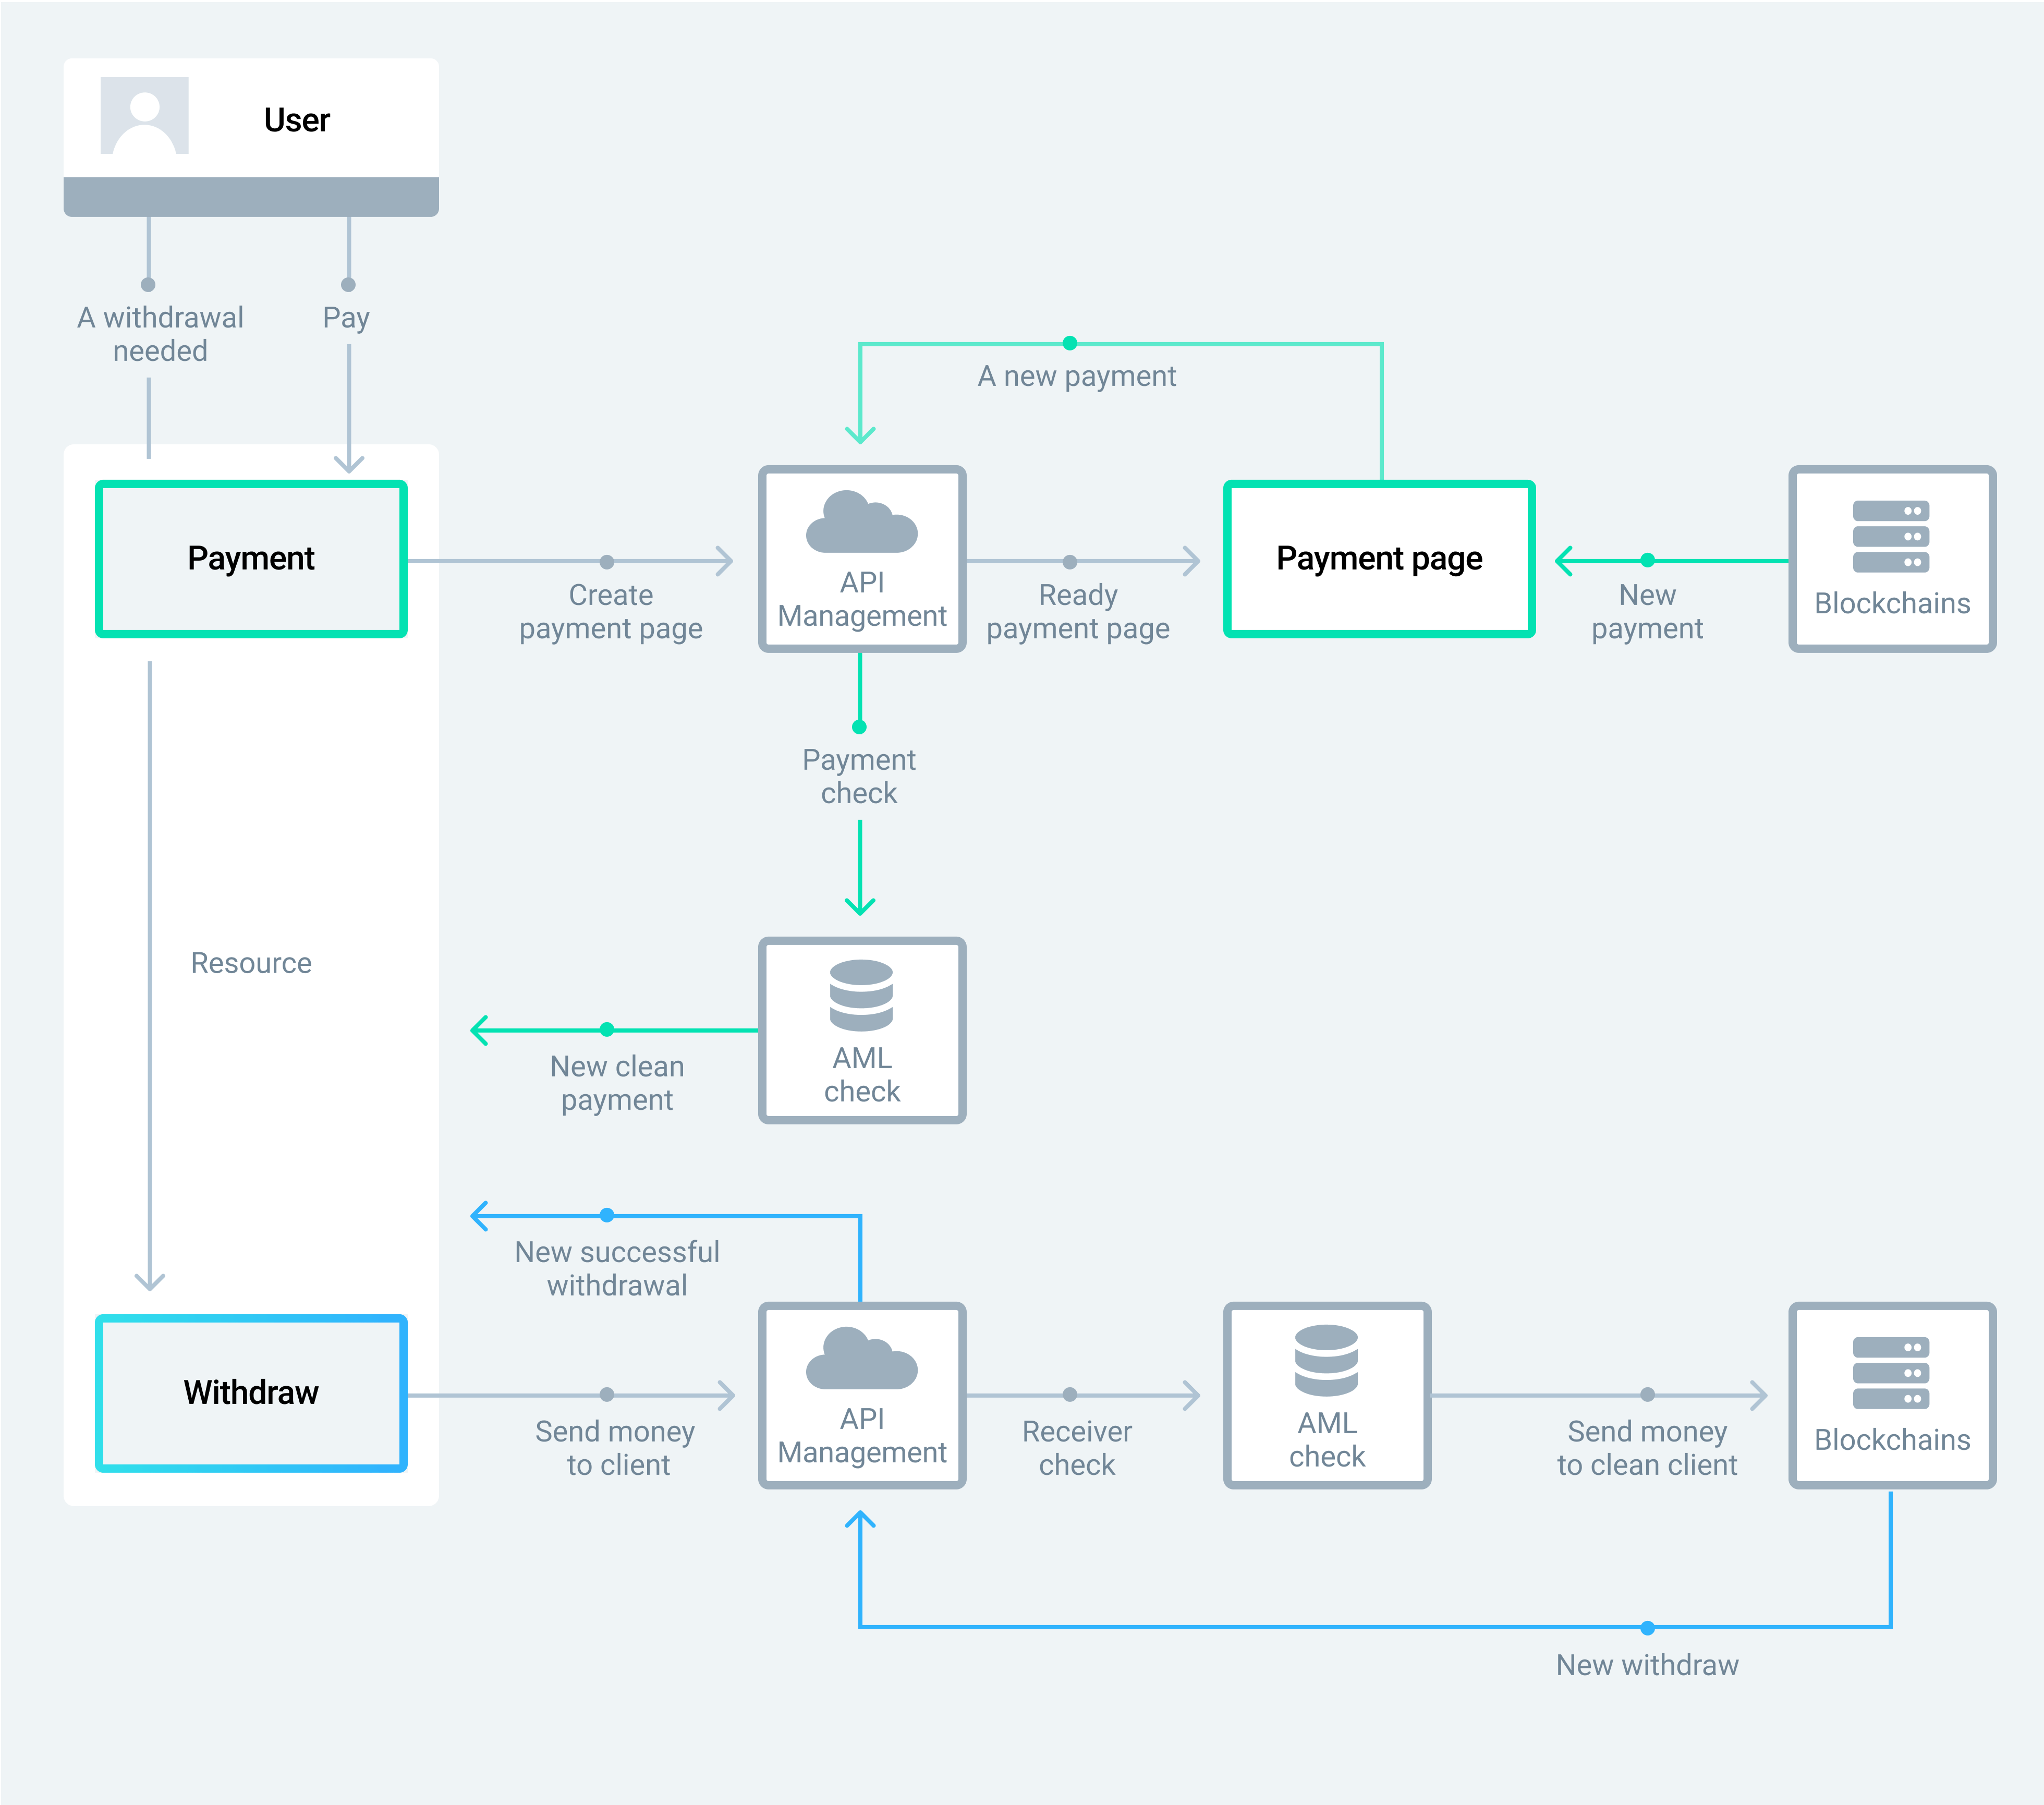 User
A withdrawal
needed
Pay
A new payment
Payment
Create
payment page
API
Management
Ready
payment page
Payment page
New
payment
Blockchains
Payment
check
Resource
AML
check
New clean
payment
New successful
withdrawal
Withdraw
Send money
to client
API
Management
Receiver
check
AML
check
Send money
to clean client
Blockchains
New withdraw